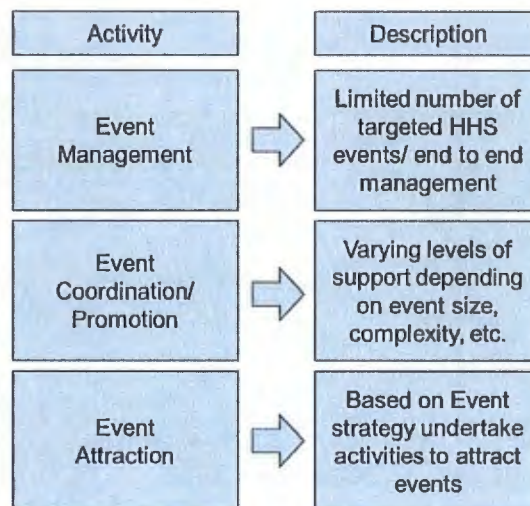 Activity
Description
Event
Management
Limited number of
targeted HHS
events/ end to end
management
Event
Coordination/
Promotion
Varying levels of
support depending
on event size,
complexity, etc.
Event
Attraction
Based on Event
strategy undertake
activities to attract
events